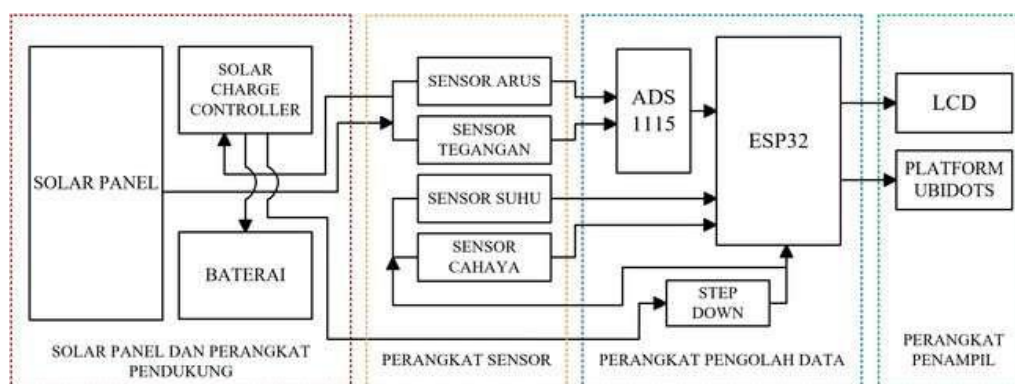 SOLAR PANEL
SOLAR
CHARGE
CONTROLLER
BATERAI
SOLAR PANEL DAN PERANGKAT
PENDUKUNG
SENSOR ARUS
SENSOR
TEGANGAN
SENSOR SUHU
SENSOR
CAHAYA
PERANGKAT SENSOR
ADS
1115
ESP32
STEP
DOWN
PERANGKAT PENGOLAH DATA
LCD
PLATFORM
UBIDOTS
PERANGKAT
PENAMPIL